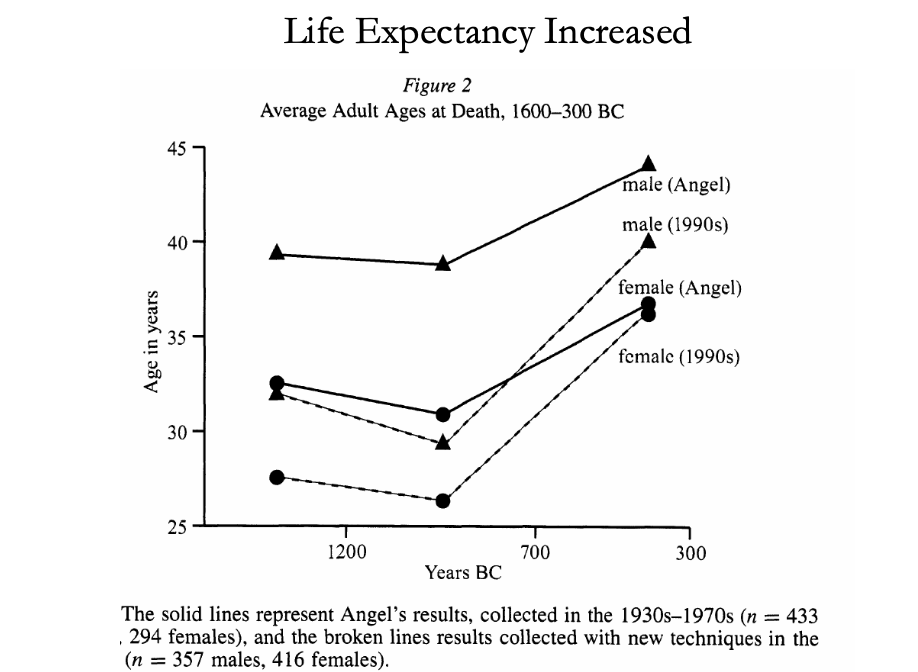 Life Expectancy Increased
Figure 2
Average Adult Ages at Death, 1600–300 BC
45
male (Angel)
male (1990s)
40
female (Angel)
35
female (1990s)
30
25
Age in years
1200
700
300
Years BC
The solid lines represent Angel's results, collected in the 1930s–1970s (n = 433
, 294 females), and the broken lines results collected with new techniques in the
(n = 357 males, 416 females).